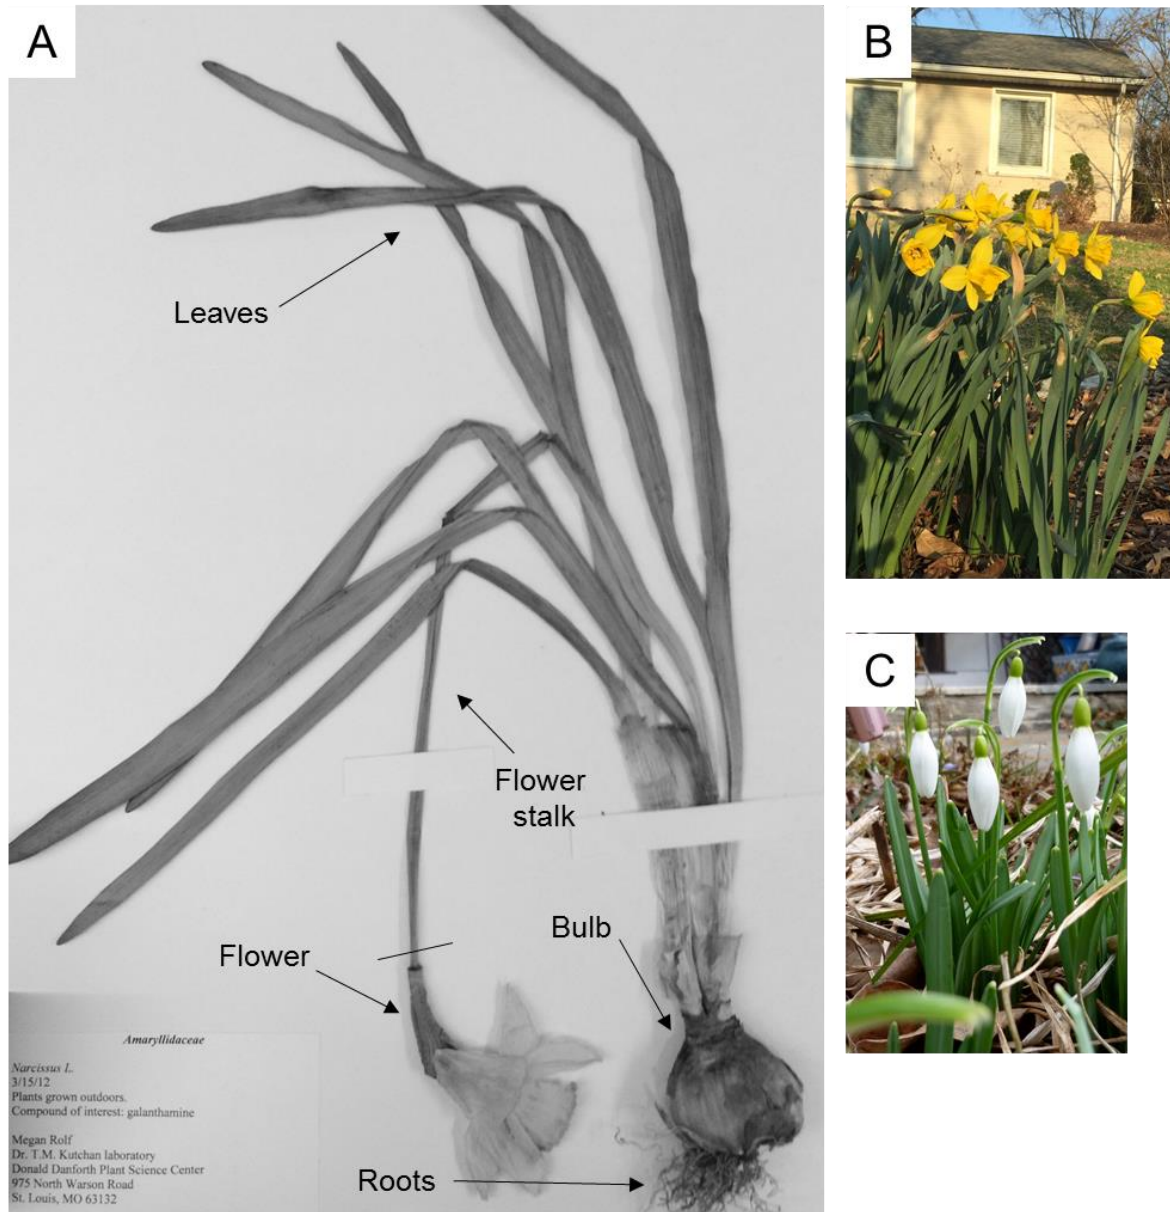 A
B
C
Leaves
Flower
stalk
Flower
Bulb
Roots
Amaryllidaceae
Narcissus L.
3/15/12
Plants grown outdoors.
Compound of interest: galanthamine
Megan Rolf
Dr. T.M. Kutchan laboratory
Donald Danforth Plant Science Center
975 North Warson Road
St. Louis, MO 63132